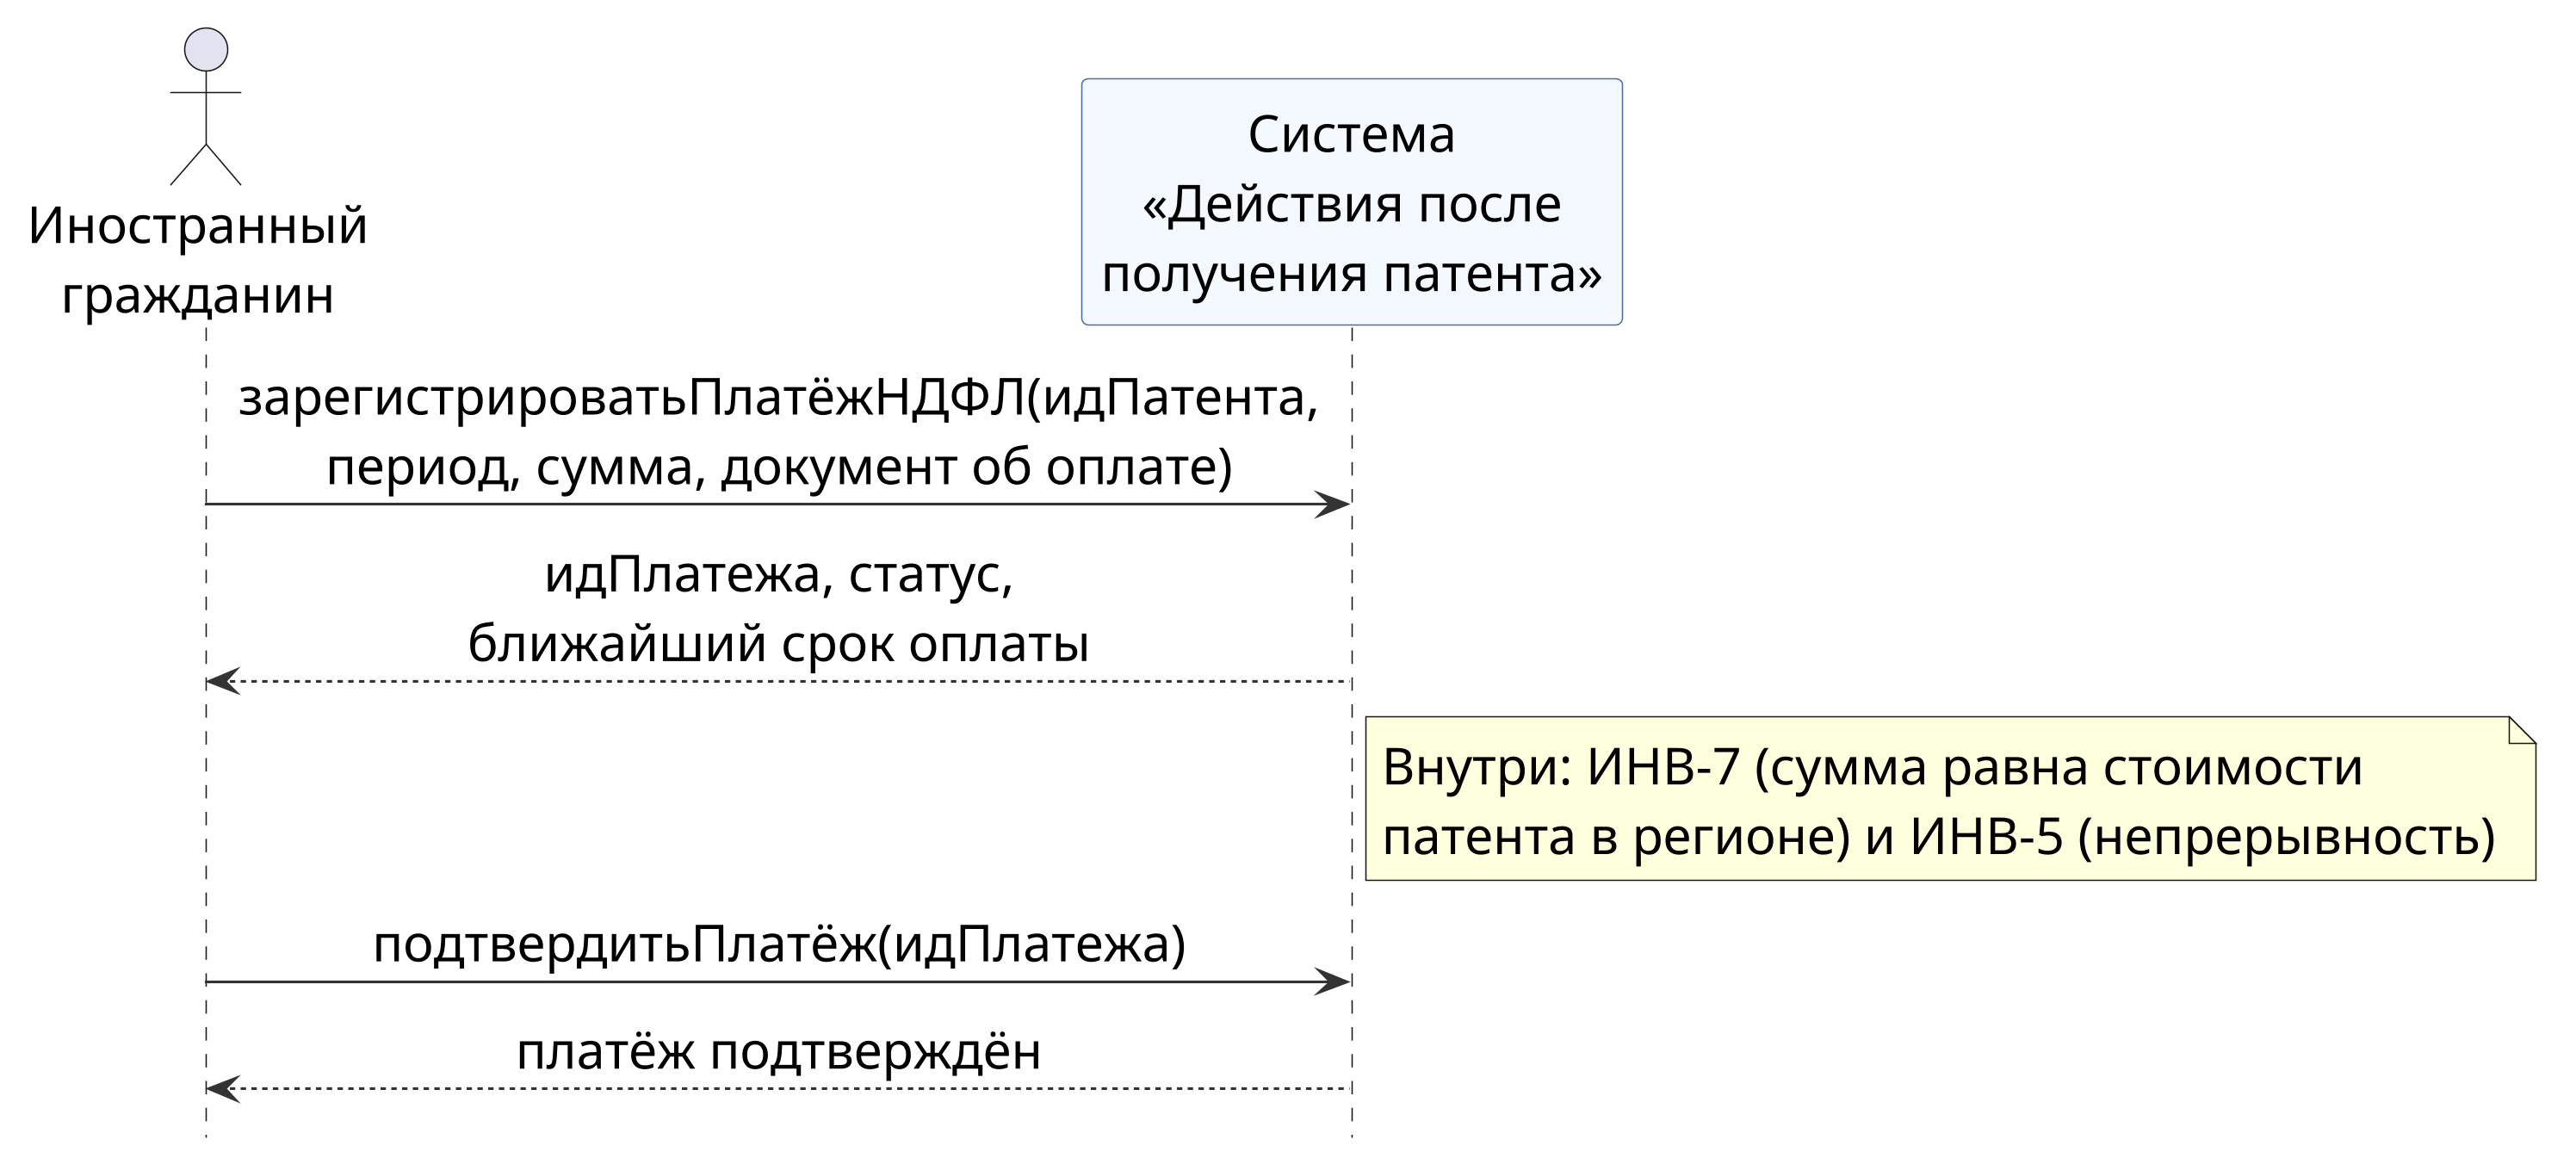 Иностранный
гражданин
Система
«Действия после
получения патента»
зарегистрироватьПлатёжНДФЛ(идПатента,
период, сумма, документ об оплате)
идПлатежа, статус,
ближайший срок оплаты
Внутри: ИНВ-7 (сумма равна стоимости
патента в регионе) и ИНВ-5 (непрерывность)
подтвердитьПлатёж(идПлатежа)
платёж подтверждён